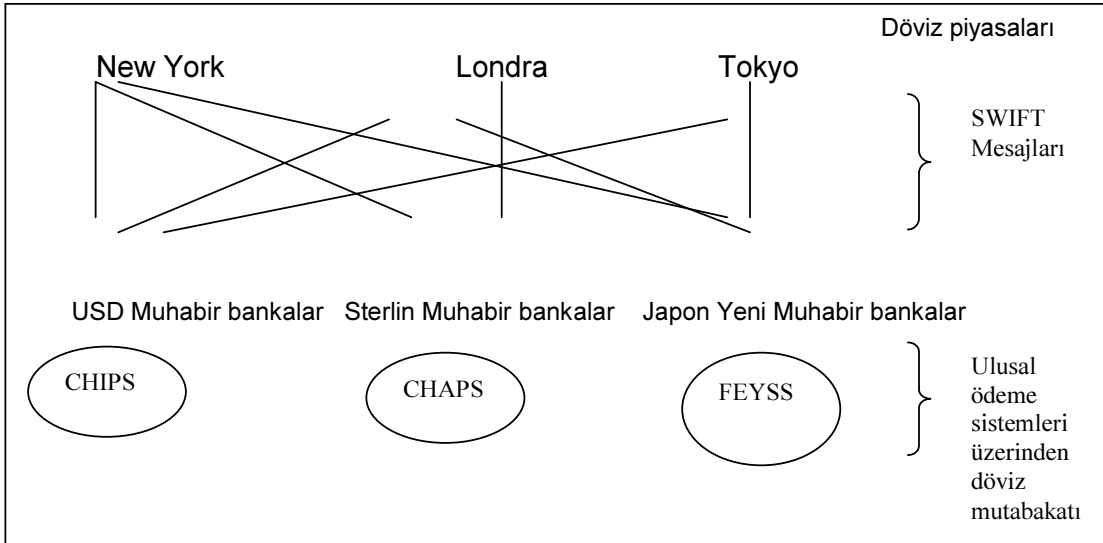 Döviz piyasaları
New York Londra Tokyo
SWIFT
Mesajları
USD Muhabir bankalar Sterlin Muhabir bankalar Japon Yeni Muhabir bankalar
CHIPS CHAPS FEYSS
Ulusal
ödeme
sistemleri
üzerinden
döviz
mutabakatı